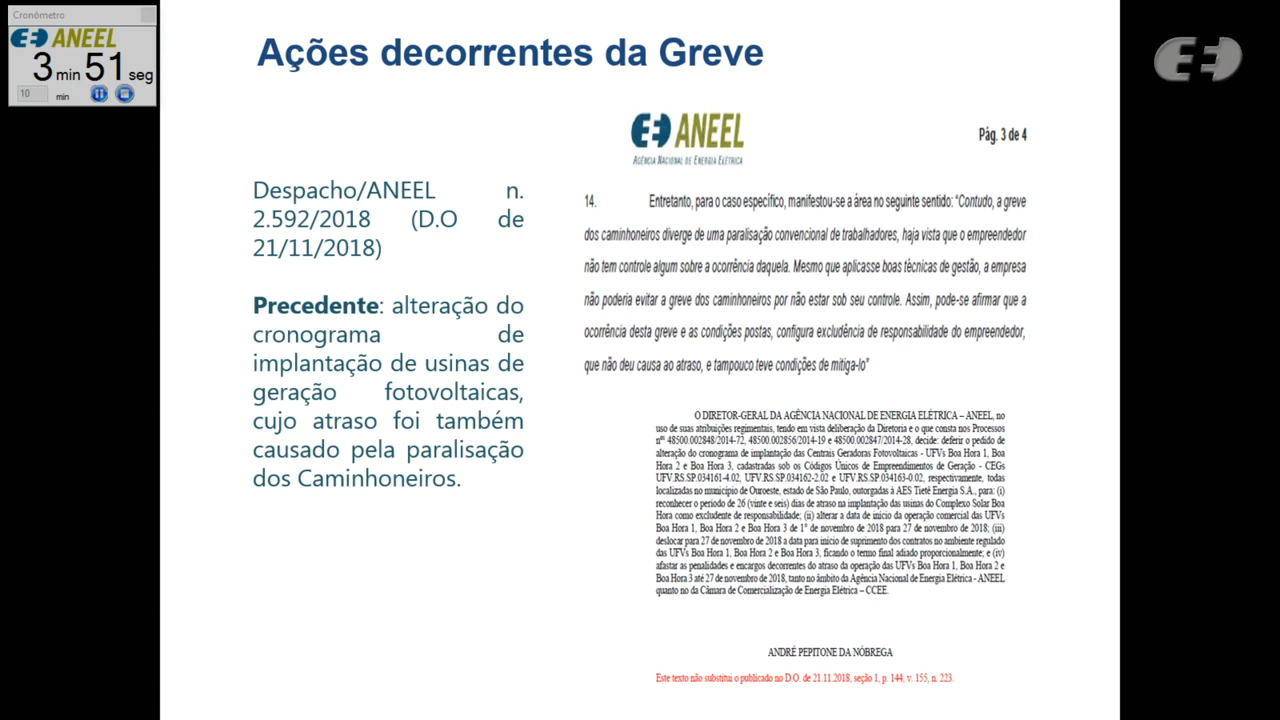 Cronômetro
ANEEL
3 min 51 seg
10 min
Ações decorrentes da Greve
Despacho/ANEEL n.
2.592/2018 (D.O de
21/11/2018)
Precedente: alteração do
cronograma de
implantação de usinas de
geração fotovoltaicas,
cujo atraso foi também
causado pela paralisação
dos Caminhoneiros.
ANEEL
AGÊNCIA NACIONAL DE ENERGIA ELÉTRICA
Pág. 3 de 4
14. Entretanto, para o caso específico, manifestou-se a área no seguinte sentido: “Contudo, a greve
dos caminhoneiros diverge de uma paralisação convencional de trabalhadores, haja vista que o empreendedor
não tem controle algum sobre a ocorrência daquela. Mesmo que aplicasse boas técnicas de gestão, a empresa
não poderia evitar a greve dos caminhoneiros por não estar sob seu controle. Assim, pode-se afirmar que a
ocorrência desta greve e as condições postas, configura excludência de responsabilidade do empreendedor,
que não deu causa ao atraso, e tampouco teve condições de mitiga-lo”
O DIRETOR-GERAL DA AGÊNCIA NACIONAL DE ENERGIA ELÉTRICA – ANEEL, no
uso de suas atribuições regimentais, tendo em vista deliberação da Diretoria e o que consta nos Processos
nºs 48500.002848/2014-72, 48500.002856/2014-19 e 48500.002847/2014-28, decide: deferir o pedido de
alteração do cronograma de implantação das Centrais Geradoras Fotovoltaicas - UFVs Boa Hora 1, Boa
Hora 2 e Boa Hora 3, cadastradas sob os Códigos Únicos de Empreendimentos de Geração - CEGs
UFV.RS.SP.034161-4.02, UFV.RS.SP.034162-2.02 e UFV.RS.SP.034163-0.02, respectivamente, todas
localizadas no município de Ouroeste, estado de São Paulo, outorgadas à AES Tietê Energia S.A., para: (i)
reconhecer o período de 26 (vinte e seis) dias de atraso na implantação das usinas do Complexo Solar Boa
Hora como excludente de responsabilidade; (ii) alterar a data de início da operação comercial das UFVs
Boa Hora 1, Boa Hora 2 e Boa Hora 3 de 1º de novembro de 2018 para 27 de novembro de 2018; (iii)
deslocar para 27 de novembro de 2018 a data para início de suprimento dos contratos no ambiente regulado
das UFVs Boa Hora 1, Boa Hora 2 e Boa Hora 3, ficando o termo final adiado proporcionalmente; e (iv)
afastar as penalidades e encargos decorrentes do atraso da operação das UFVs Boa Hora 1, Boa Hora 2 e
Boa Hora 3 até 27 de novembro de 2018, tanto no âmbito da Agência Nacional de Energia Elétrica - ANEEL
quanto no da Câmara de Comercialização de Energia Elétrica – CCEE.
ANDRÉ PEPITONE DA NÓBREGA
Este texto não substitui o publicado no D.O. de 21.11.2018, seção 1, p. 144, v. 155, n. 223.